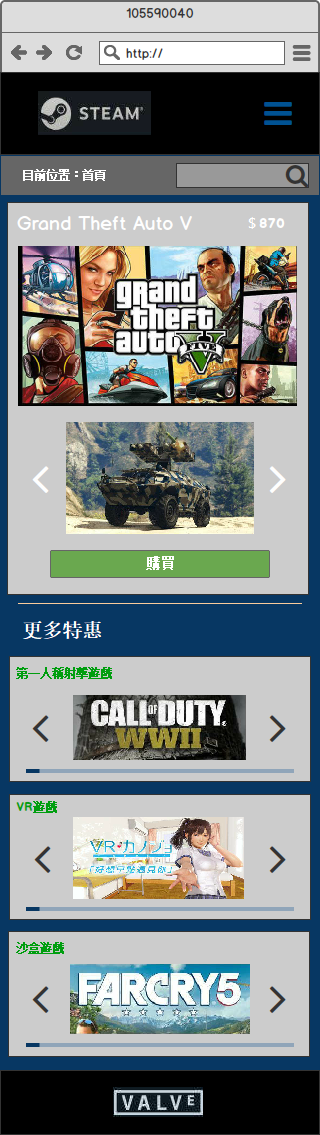 105590040
http://
STEAM®
目前位置：首頁
Grand Theft Auto V
$ 870
grand
theft
auto
V
FIVE
購買
更多特惠
第一人稱射擊遊戲
CALL OF DUTY
WWII
VR遊戲
VR・カノジョ
沙盒遊戲
FARCRY5
VALVE